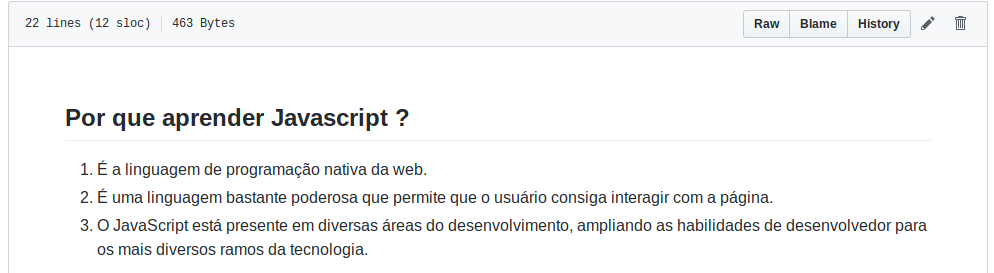 22 lines (12 sloc) 463 Bytes Raw Blame History
Por que aprender Javascript ?
1. É a linguagem de programação nativa da web.
2. É uma linguagem bastante poderosa que permite que o usuário consiga interagir com a página.
3. O JavaScript está presente em diversas áreas do desenvolvimento, ampliando as habilidades de desenvolvedor para
os mais diversos ramos da tecnologia.